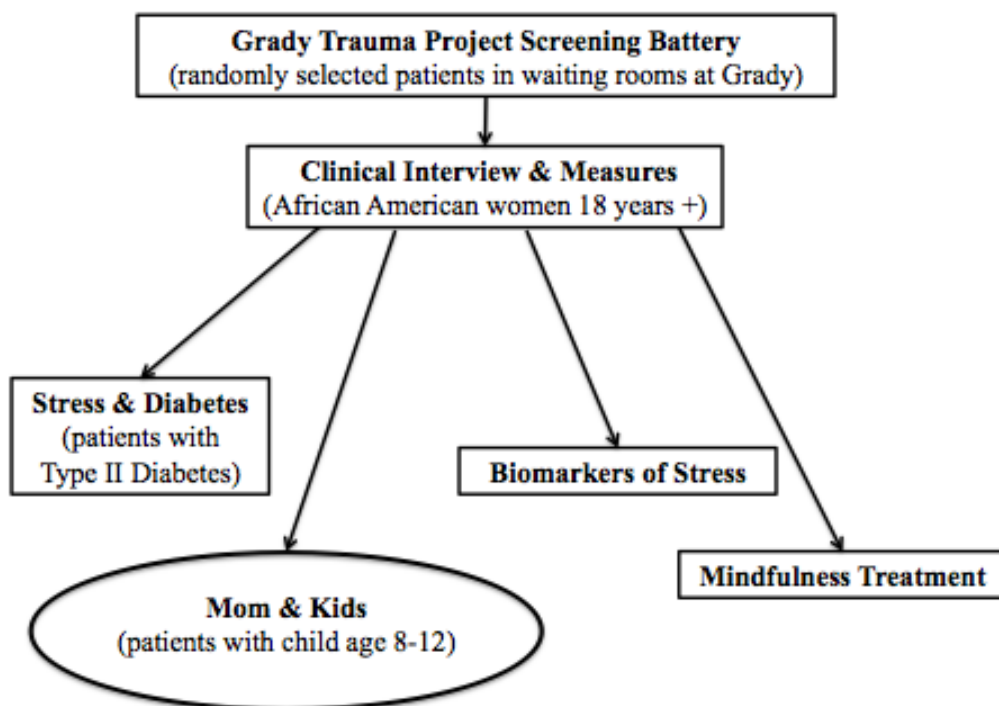 Grady Trauma Project Screening Battery
(randomly selected patients in waiting rooms at Grady)
Clinical Interview & Measures
(African American women 18 years +)
Stress & Diabetes
(patients with
Type II Diabetes)
Biomarkers of Stress
Mindfulness Treatment
Mom & Kids
(patients with child age 8-12)